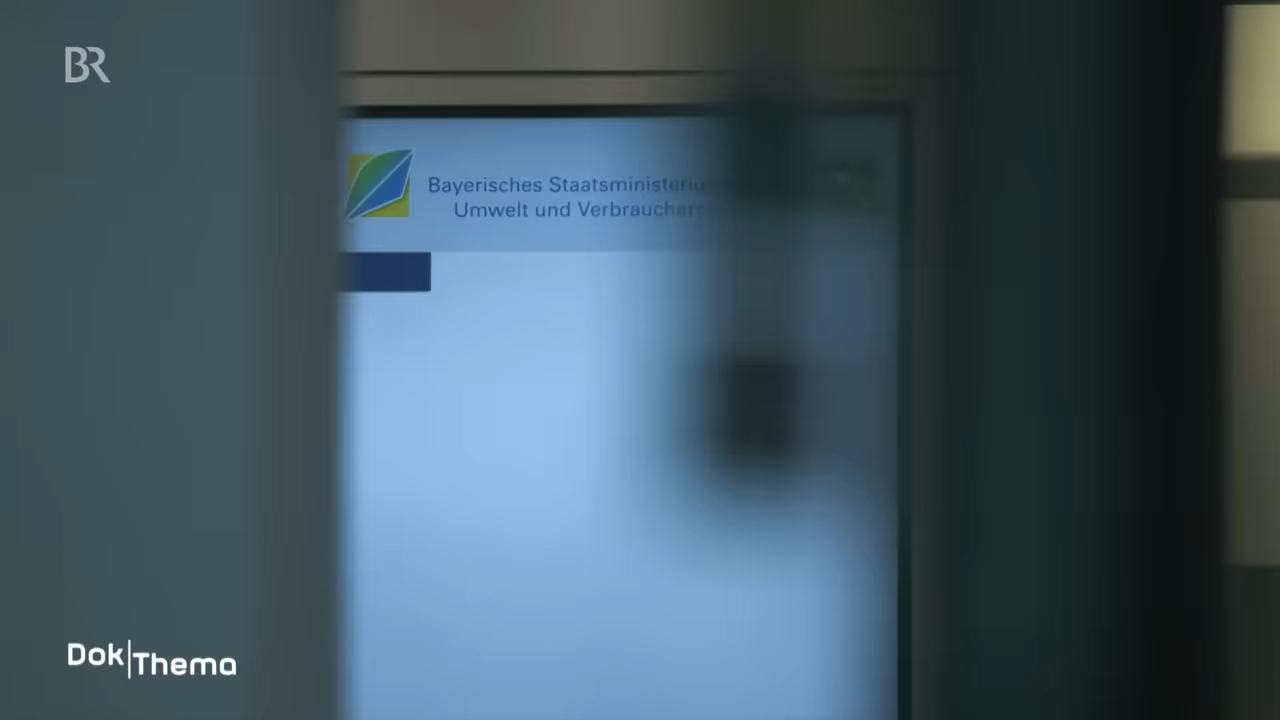 BR
Bayerisches Staatsministeriu
Umwelt und Verbrauchers
Dok Thema